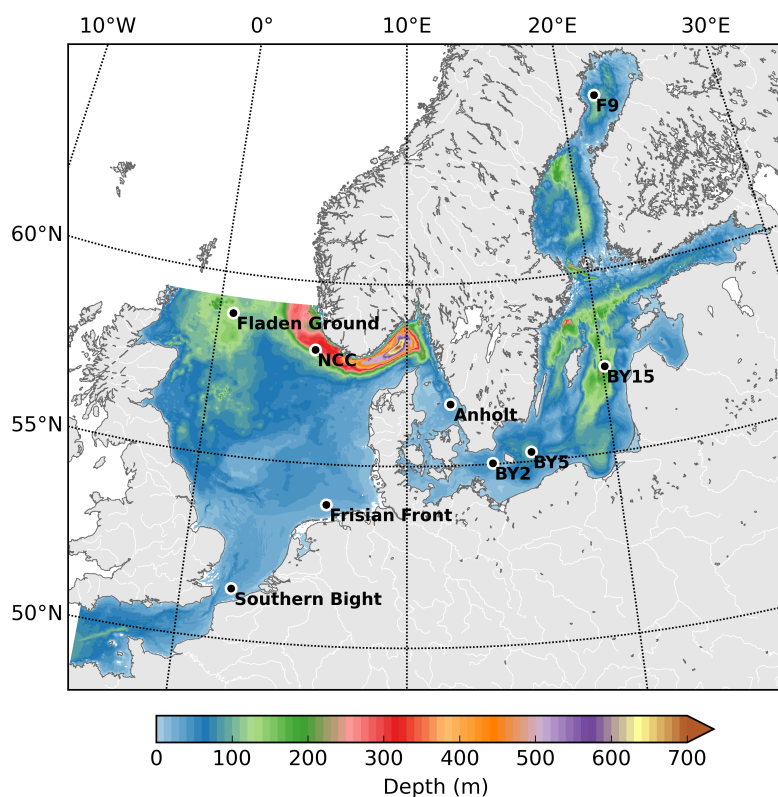 10°W 0° 10°E 20°E 30°E
F9
60°N
Fladen Ground
NCC
BY15
55°N
Anholt
BY5
BY2
Frisian Front
50°N
Southern Bight
0 100 200 300 400 500 600 700
Depth (m)